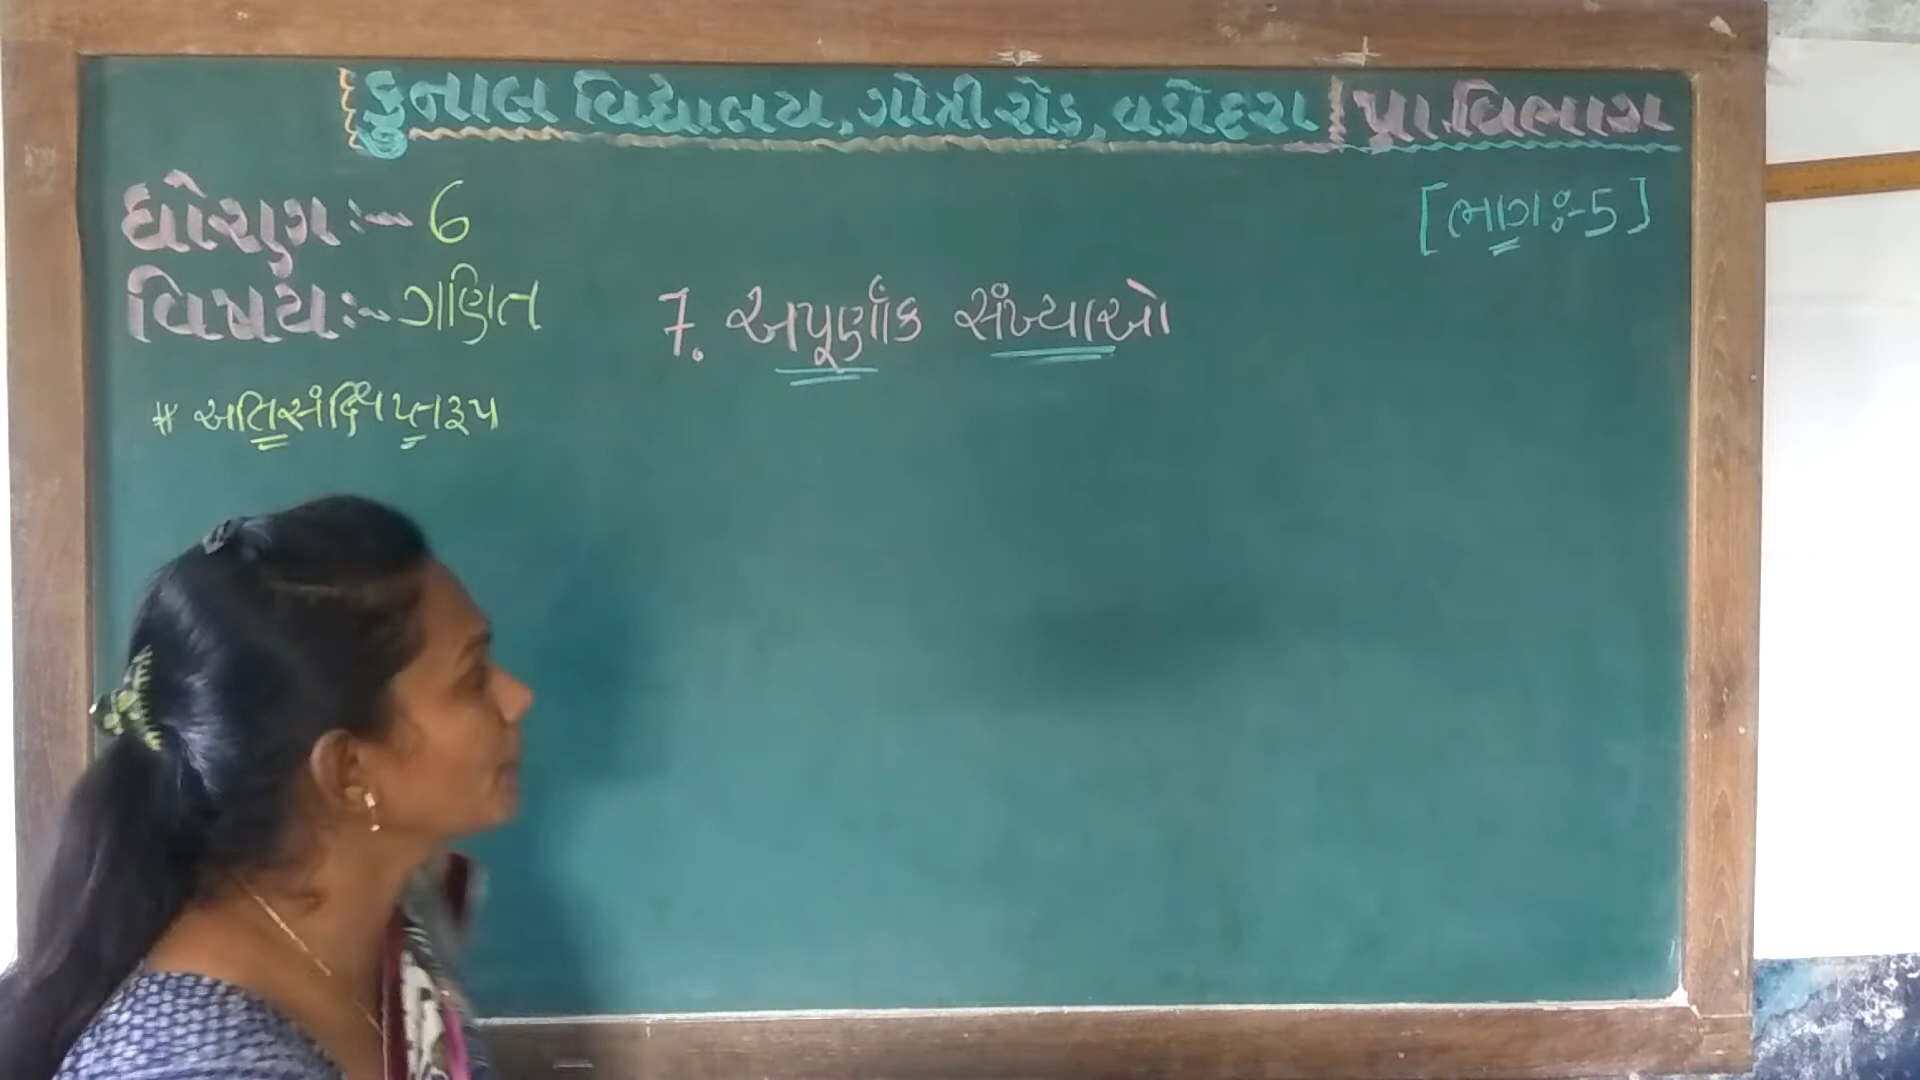 કુનાલ વિદ્યાલય, ગોત્રી રોડ, વડોદરા | પ્રા. વિભાગ
[ભાગ:-5]
ધોરણ:- 6
વિષય:- ગણિત
7. અપૂર્ણાંક સંખ્યાઓ
# અતિસંક્ષિપ્તરૂપ